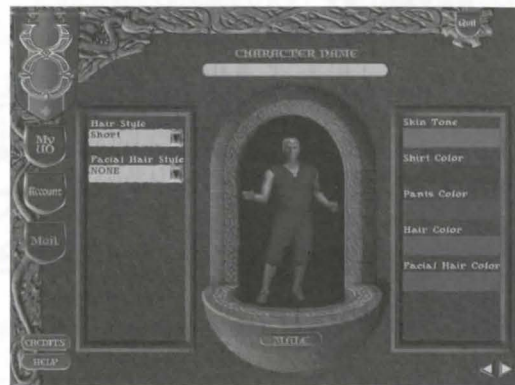 Quit
CHARACTER NAME
My
UO
Account
Mail
Hair Style
Short
Facial Hair Style
NONE
Skin Tone
Shirt Color
Pants Color
Hair Color
Facial Hair Color
MALE
CREDITS
HELP